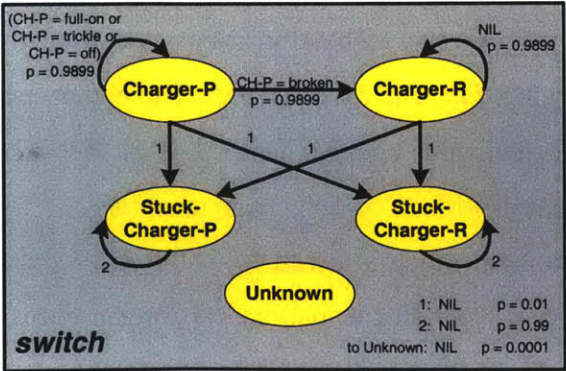 (CH-P = full-on or
CH-P = trickle or
CH-P = off)
p = 0.9899
NIL
p = 0.9899
Charger-P
CH-P = broken
p = 0.9899
Charger-R
1
1
1
1
Stuck-
Charger-P
Stuck-
Charger-R
2
2
Unknown
1: NIL p = 0.01
2: NIL p = 0.99
to Unknown: NIL p = 0.0001
switch